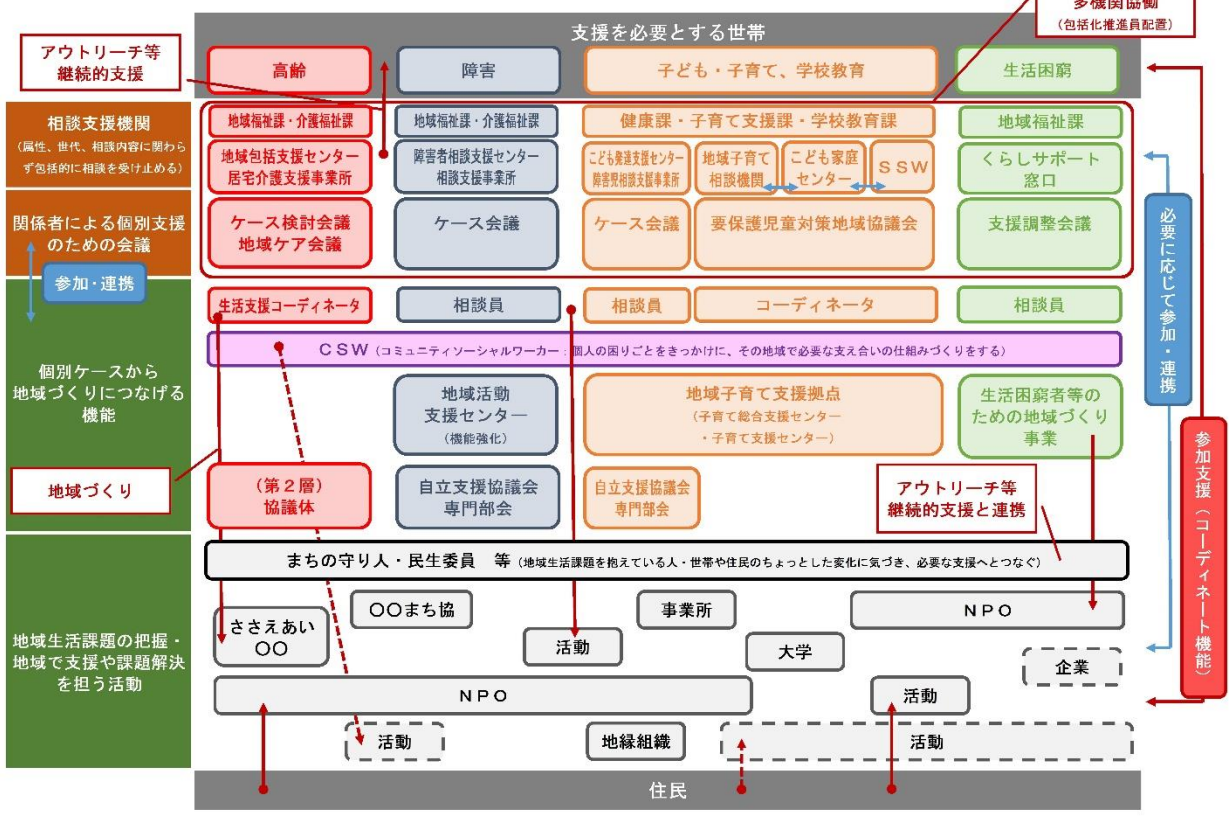 多機関協働
（包括化推進員配置）
支援を必要とする世帯
アウトリーチ等
継続的支援
高齢
障害
子ども・子育て、学校教育
生活困窮
相談支援機関
（属性、世代、相談内容に関わら
ず包括的に相談を受け止める）
地域福祉課・介護福祉課
地域福祉課・介護福祉課
健康課・子育て支援課・学校教育課
地域福祉課
地域包括支援センター
居宅介護支援事業所
障害者相談支援センター
相談支援事業所
こども発達支援センター
障害児相談支援事業所
地域子育て
相談機関
こども家庭
センター
ＳＳＷ
くらしサポート
窓口
関係者による個別支援
のための会議
ケース検討会議
地域ケア会議
ケース会議
ケース会議
要保護児童対策地域協議会
支援調整会議
参加・連携
必要に応じて参加・連携
生活支援コーディネータ
相談員
相談員
コーディネータ
相談員
ＣＳＷ（コミュニティソーシャルワーカー：個人の困りごとをきっかけに、その地域で必要な支え合いの仕組みづくりをする）
個別ケースから
地域づくりにつなげる
機能
地域活動
支援センター
（機能強化）
地域子育て支援拠点
（子育て総合支援センター
・子育て支援センター）
生活困窮者等の
ための地域づくり
事業
参加支援（コーディネート機能）
地域づくり
（第２層）
協議体
自立支援協議会
専門部会
自立支援協議会
専門部会
アウトリーチ等
継続的支援と連携
まちの守り人・民生委員　等（地域生活課題を抱えている人・世帯や住民のちょっとした変化に気づき、必要な支援へとつなぐ）
地域生活課題の把握・
地域で支援や課題解決
を担う活動
ささえあい
〇〇
〇〇まち協
事業所
ＮＰＯ
活動
大学
企業
ＮＰＯ
活動
活動
地縁組織
活動
住民